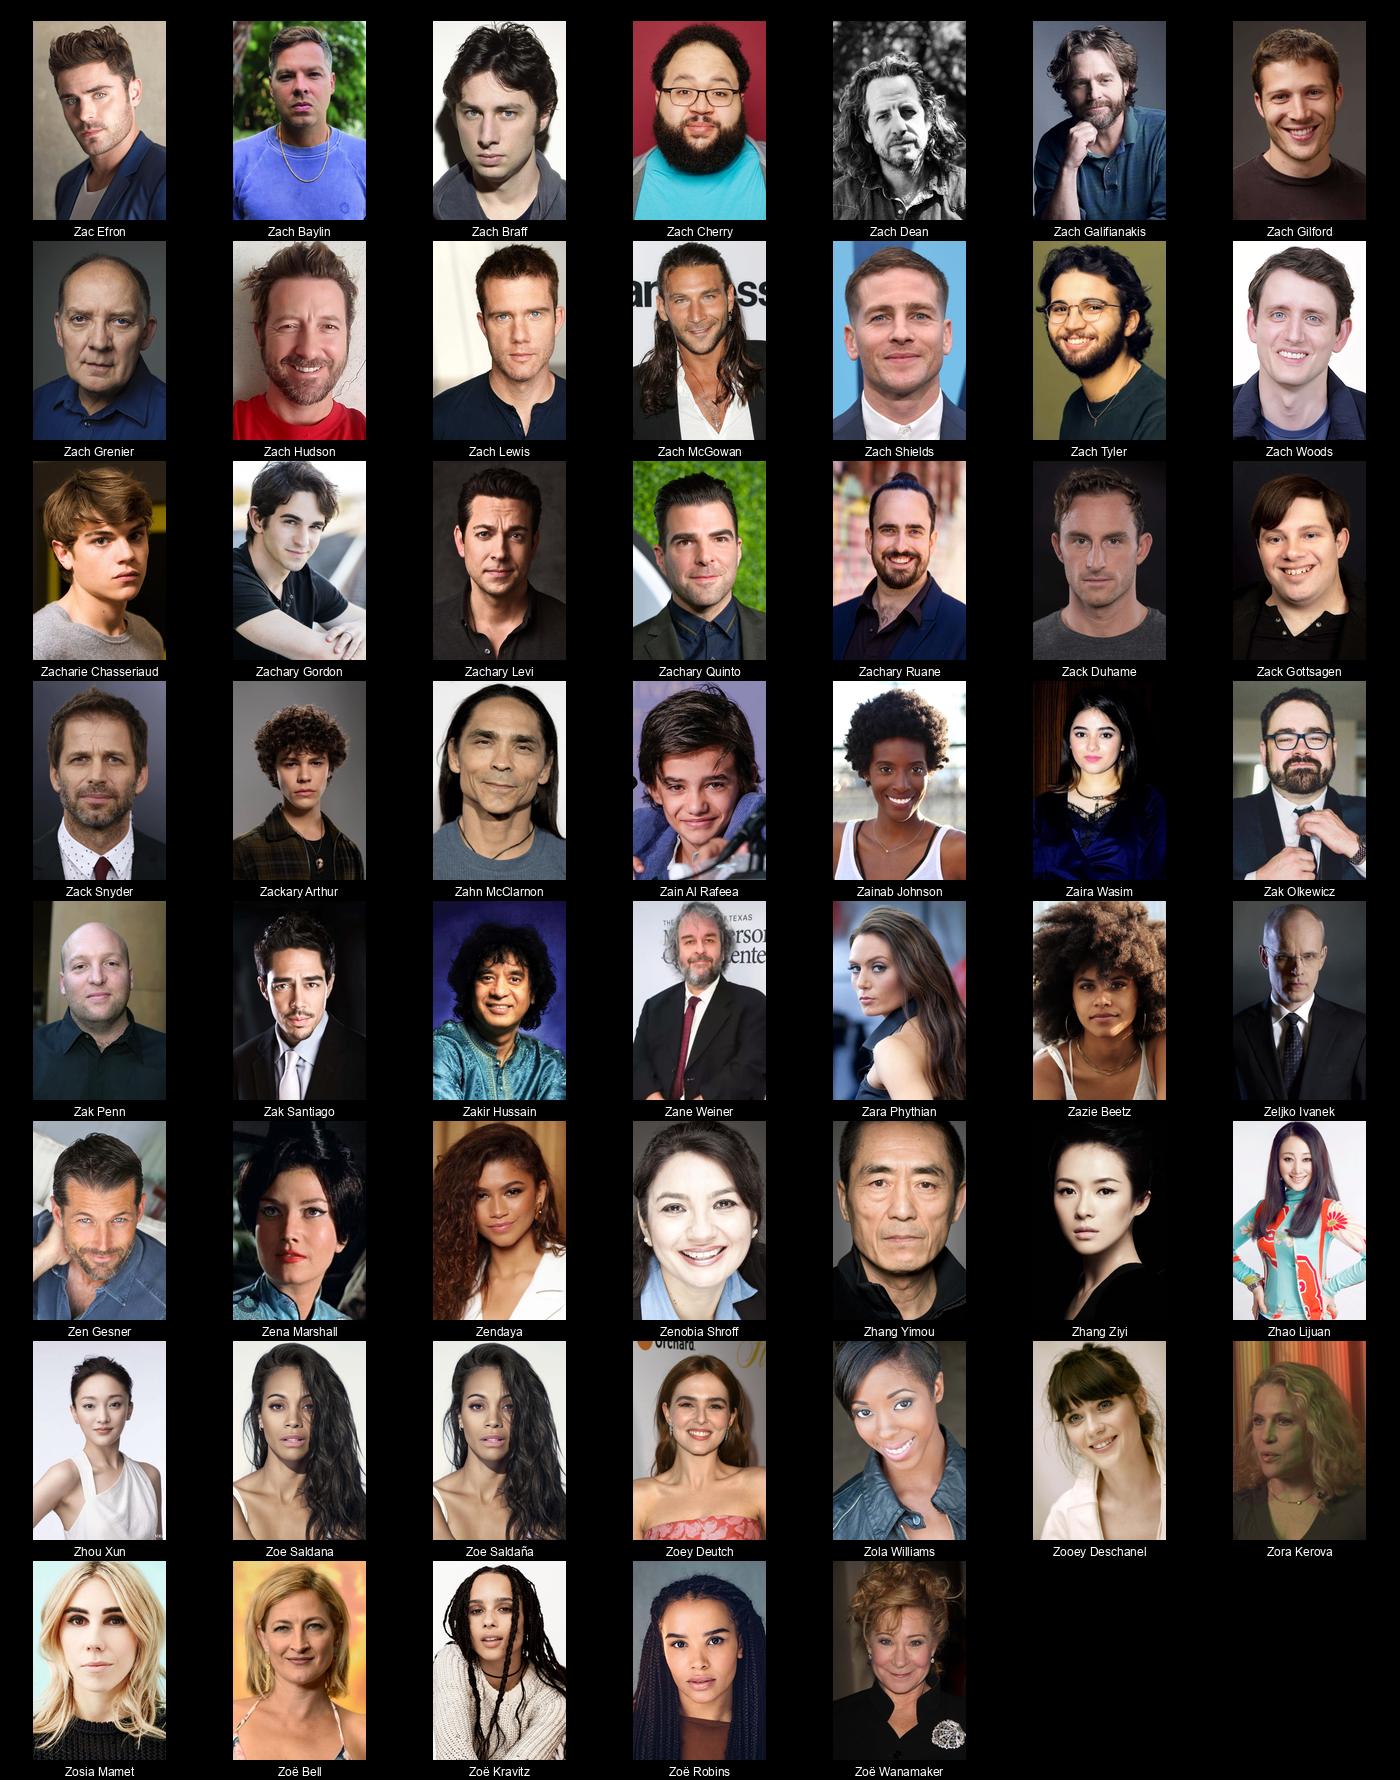 Zac Efron
Zach Baylin
Zach Braff
Zach Cherry
Zach Dean
Zach Galifianakis
Zach Gilford
Zach Grenier
Zach Hudson
Zach Lewis
Zach McGowan
Zach Shields
Zach Tyler
Zach Woods
Zacharie Chasseriaud
Zachary Gordon
Zachary Levi
Zachary Quinto
Zachary Ruane
Zack Duhame
Zack Gottsagen
Zack Snyder
Zackary Arthur
Zahn McClarnon
Zain Al Rafeea
Zainab Johnson
Zaira Wasim
Zak Olkewicz
THE
TEXAS
Zak Penn
Zak Santiago
Zakir Hussain
Zane Weiner
Zara Phythian
Zazie Beetz
Zeljko Ivanek
Zen Gesner
Zena Marshall
Zendaya
Zenobia Shroff
Zhang Yimou
Zhang Ziyi
Zhao Lijuan
Orchard
Zhou Xun
Zoe Saldana
Zoe Saldaña
Zoey Deutch
Zola Williams
Zooey Deschanel
Zora Kerova
Zosia Mamet
Zoë Bell
Zoë Kravitz
Zoë Robins
Zoë Wanamaker